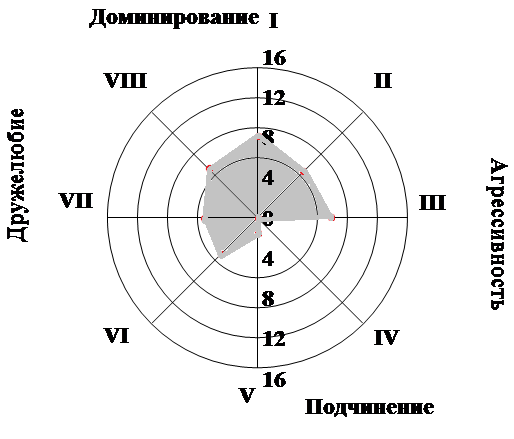 Доминирование I
VIII
II
16
12
8
4
0
4
8
12
16
VII
III
VI
IV
V
Дружелюбие
Агрессивность
Подчинение